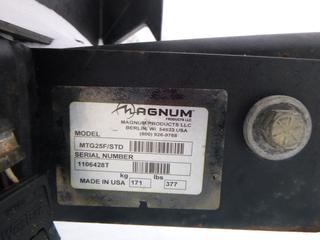 MAGNUM
PRODUCTS LLC
MAGNUM PRODUCTS LLC
BERLIN, WI 54923 USA
(800) 926-9768
MODEL
MTG25F/STD
SERIAL NUMBER
1106428T
kg lbs
MADE IN USA 171 377